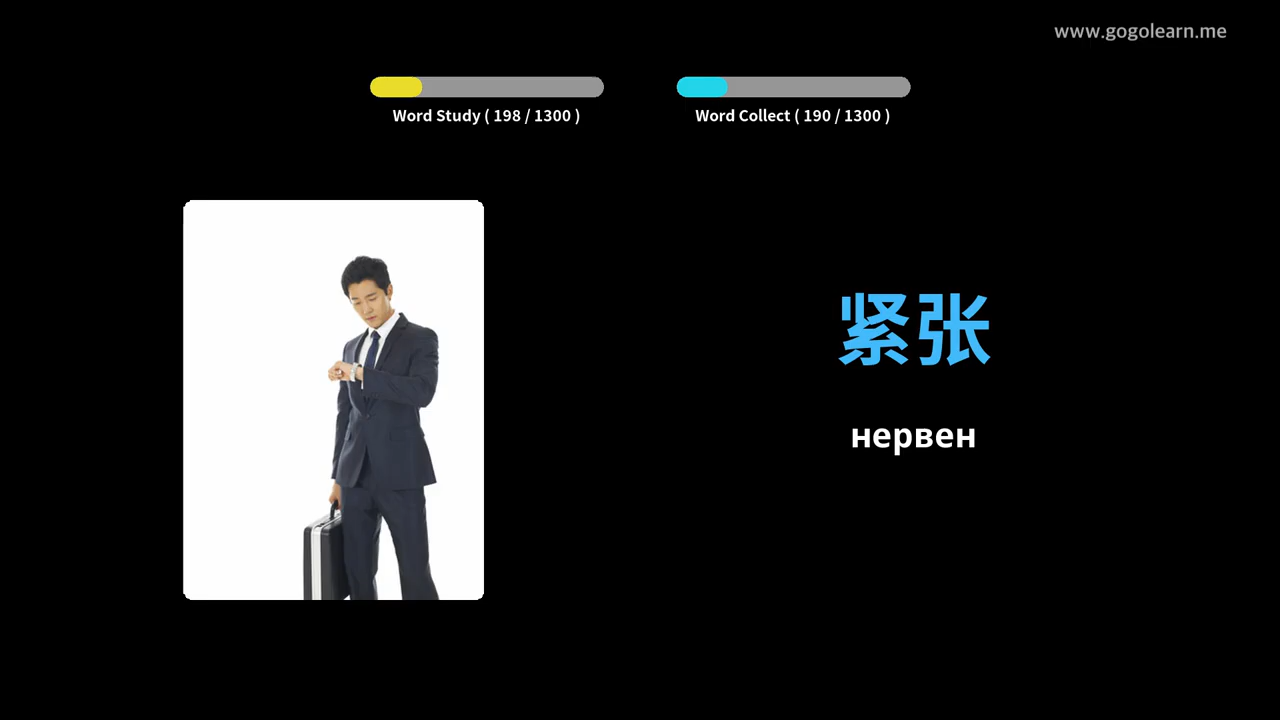 www.gogolearn.me
Word Study ( 198 / 1300 )
Word Collect ( 190 / 1300 )
紧张
нервен